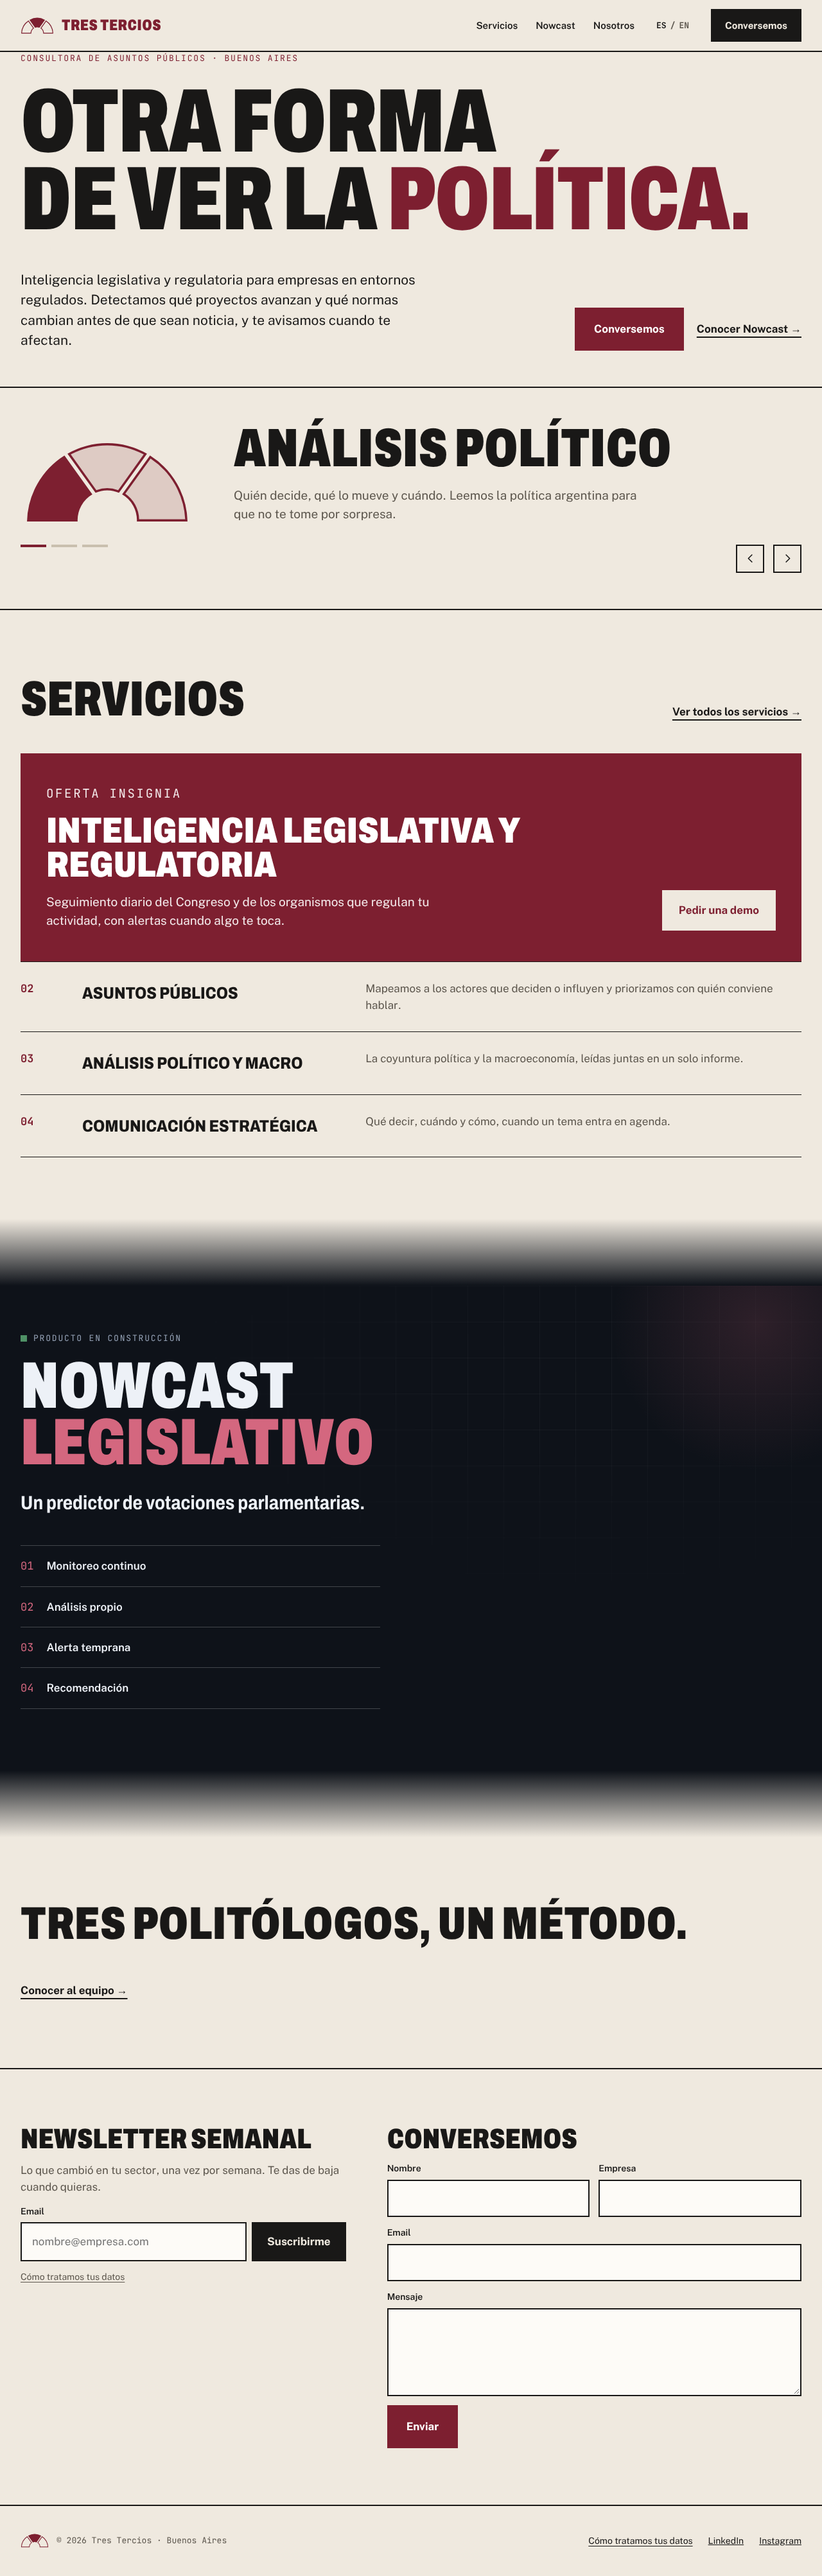 TRES TERCIOS
Servicios
Nowcast
Nosotros
ES / EN
Conversemos
CONSULTORA DE ASUNTOS PÚBLICOS · BUENOS AIRES
OTRA FORMA
DE VER LA POLÍTICA.
Inteligencia legislativa y regulatoria para empresas en entornos
regulados. Detectamos qué proyectos avanzan y qué normas
cambian antes de que sean noticia, y te avisamos cuando te
afectan.
Conversemos
Conocer Nowcast →
ANÁLISIS POLÍTICO
Quién decide, qué lo mueve y cuándo. Leemos la política argentina para
que no te tome por sorpresa.
SERVICIOS
Ver todos los servicios →
OFERTA INSIGNIA
INTELIGENCIA LEGISLATIVA Y
REGULATORIA
Seguimiento diario del Congreso y de los organismos que regulan tu
actividad, con alertas cuando algo te toca.
Pedir una demo
02
ASUNTOS PÚBLICOS
Mapeamos a los actores que deciden o influyen y priorizamos con quién conviene
hablar.
03
ANÁLISIS POLÍTICO Y MACRO
La coyuntura política y la macroeconomía, leídas juntas en un solo informe.
04
COMUNICACIÓN ESTRATÉGICA
Qué decir, cuándo y cómo, cuando un tema entra en agenda.
PRODUCTO EN CONSTRUCCIÓN
NOWCAST
LEGISLATIVO
Un predictor de votaciones parlamentarias.
01 Monitoreo continuo
02 Análisis propio
03 Alerta temprana
04 Recomendación
TRES POLITÓLOGOS, UN MÉTODO.
Conocer al equipo →
NEWSLETTER SEMANAL
Lo que cambió en tu sector, una vez por semana. Te das de baja
cuando quieras.
Email
nombre@empresa.com
Suscribirme
Cómo tratamos tus datos
CONVERSEMOS
Nombre
Empresa
Email
Mensaje
Enviar
© 2026 Tres Tercios · Buenos Aires
Cómo tratamos tus datos
LinkedIn
Instagram